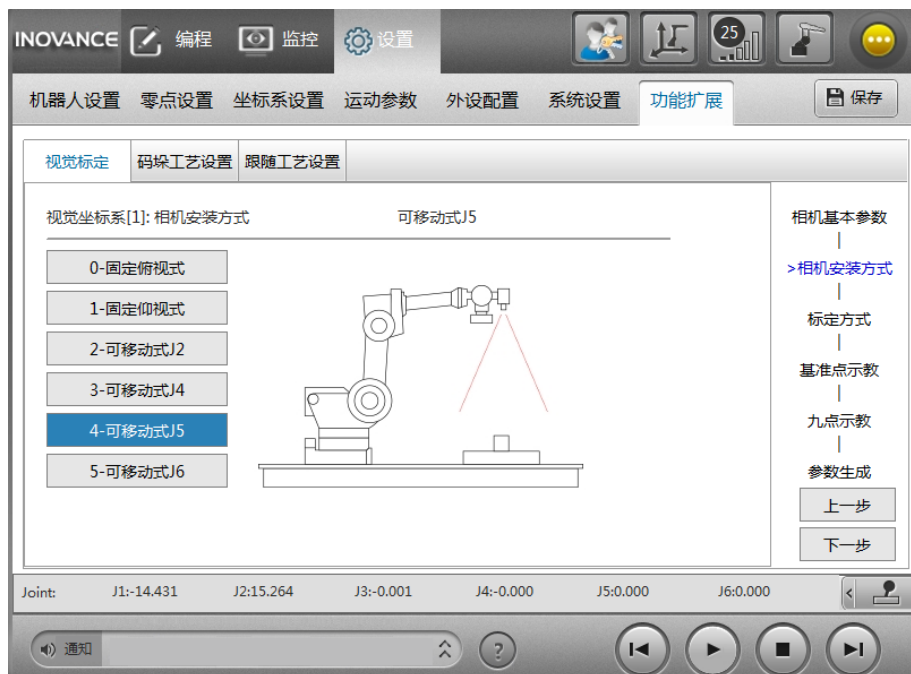 INOVANCE 编程 监控 设置 25
机器人设置 零点设置 坐标系设置 运动参数 外设配置 系统设置 功能扩展 保存
视觉标定 码垛工艺设置 跟随工艺设置
视觉坐标系[1]: 相机安装方式 可移动式J5
0-固定俯视式
1-固定仰视式
2-可移动式J2
3-可移动式J4
4-可移动式J5
5-可移动式J6
相机基本参数
>相机安装方式
标定方式
基准点示教
九点示教
参数生成
上一步
下一步
Joint: J1:-14.431 J2:15.264 J3:-0.001 J4:-0.000 J5:0.000 J6:0.000 <
通知 ?